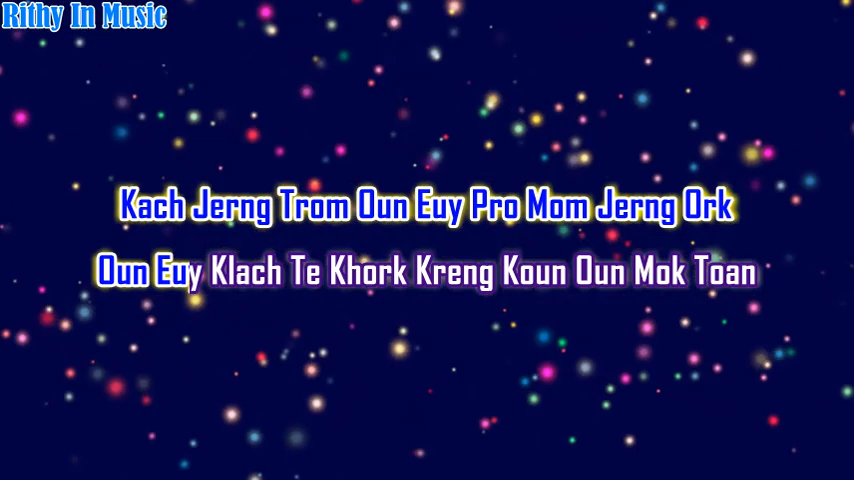 Rithy In Music
Kach Jerng Trom Oun Euy Pro Mom Jerng Ork
Oun Euy Klach Te Khork Kreng Koun Oun Mok Toan